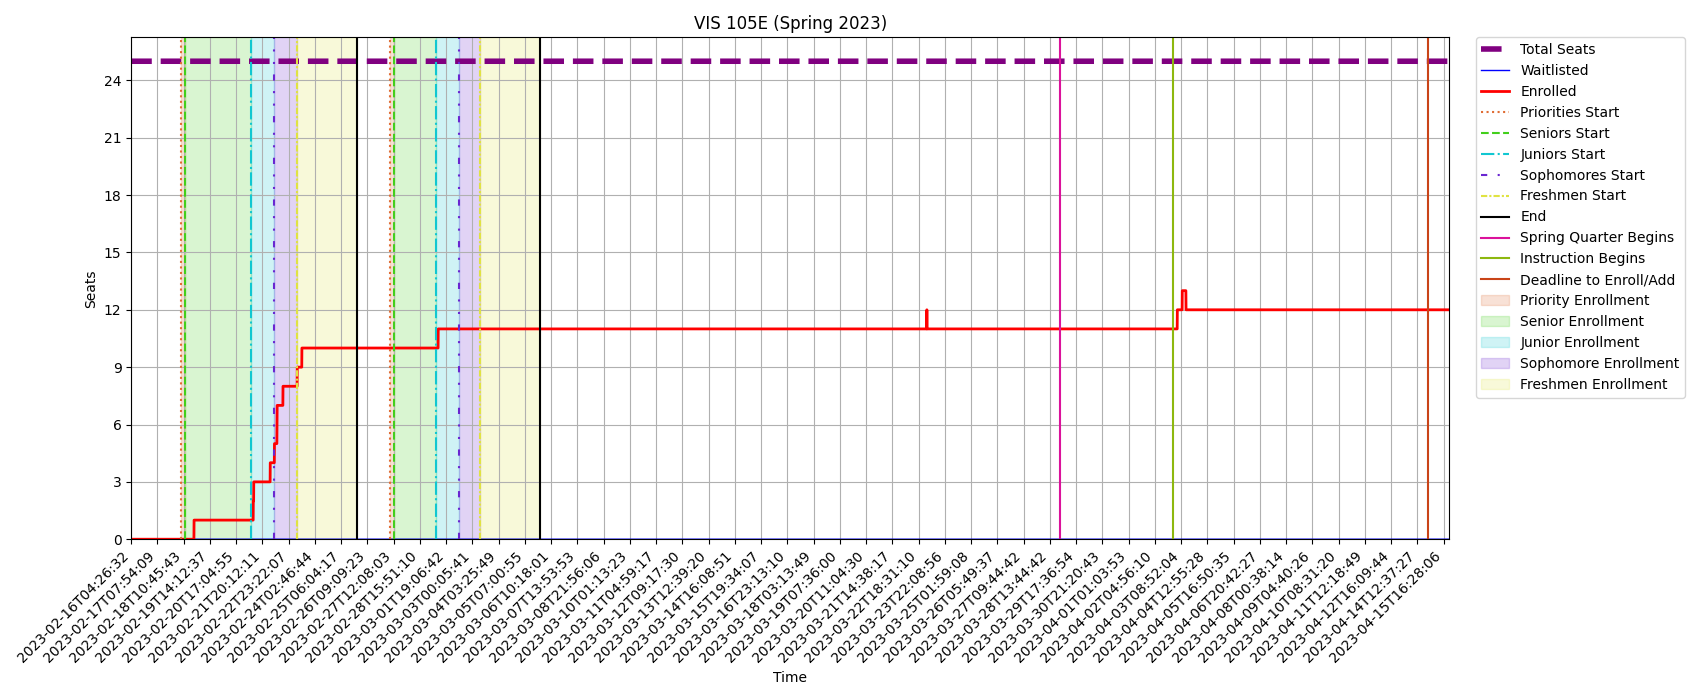 VIS 105E (Spring 2023)
Seats
24
21
18
15
12
9
6
3
0
2023-02-16T04:26:32
2023-02-17T07:54:09
2023-02-18T10:45:43
2023-02-19T14:12:37
2023-02-20T17:04:55
2023-02-21T20:12:11
2023-02-22T23:22:07
2023-02-24T02:46:44
2023-02-25T06:04:17
2023-02-26T09:09:23
2023-02-27T12:08:03
2023-02-28T15:51:10
2023-03-01T19:06:42
2023-03-03T00:05:41
2023-03-04T03:25:49
2023-03-05T07:00:55
2023-03-06T10:18:01
2023-03-07T13:53:53
2023-03-08T21:56:06
2023-03-10T01:13:23
2023-03-11T04:59:17
2023-03-12T09:17:30
2023-03-13T12:39:20
2023-03-14T16:08:51
2023-03-15T19:34:07
2023-03-16T23:13:10
2023-03-18T03:13:49
2023-03-19T07:36:00
2023-03-20T11:04:30
2023-03-21T14:38:17
2023-03-22T18:31:10
2023-03-23T22:08:56
2023-03-25T01:59:08
2023-03-26T05:49:37
2023-03-27T09:44:42
2023-03-28T13:44:42
2023-03-29T17:36:54
2023-03-30T21:20:43
2023-04-01T01:03:53
2023-04-02T04:56:10
2023-04-03T08:52:04
2023-04-04T12:55:28
2023-04-05T16:50:35
2023-04-06T20:42:27
2023-04-08T00:38:14
2023-04-09T04:40:26
2023-04-10T08:31:20
2023-04-11T12:18:49
2023-04-12T16:09:44
2023-04-14T12:37:27
2023-04-15T16:28:06
Time
Total Seats
Waitlisted
Enrolled
Priorities Start
Seniors Start
Juniors Start
Sophomores Start
Freshmen Start
End
Spring Quarter Begins
Instruction Begins
Deadline to Enroll/Add
Priority Enrollment
Senior Enrollment
Junior Enrollment
Sophomore Enrollment
Freshmen Enrollment